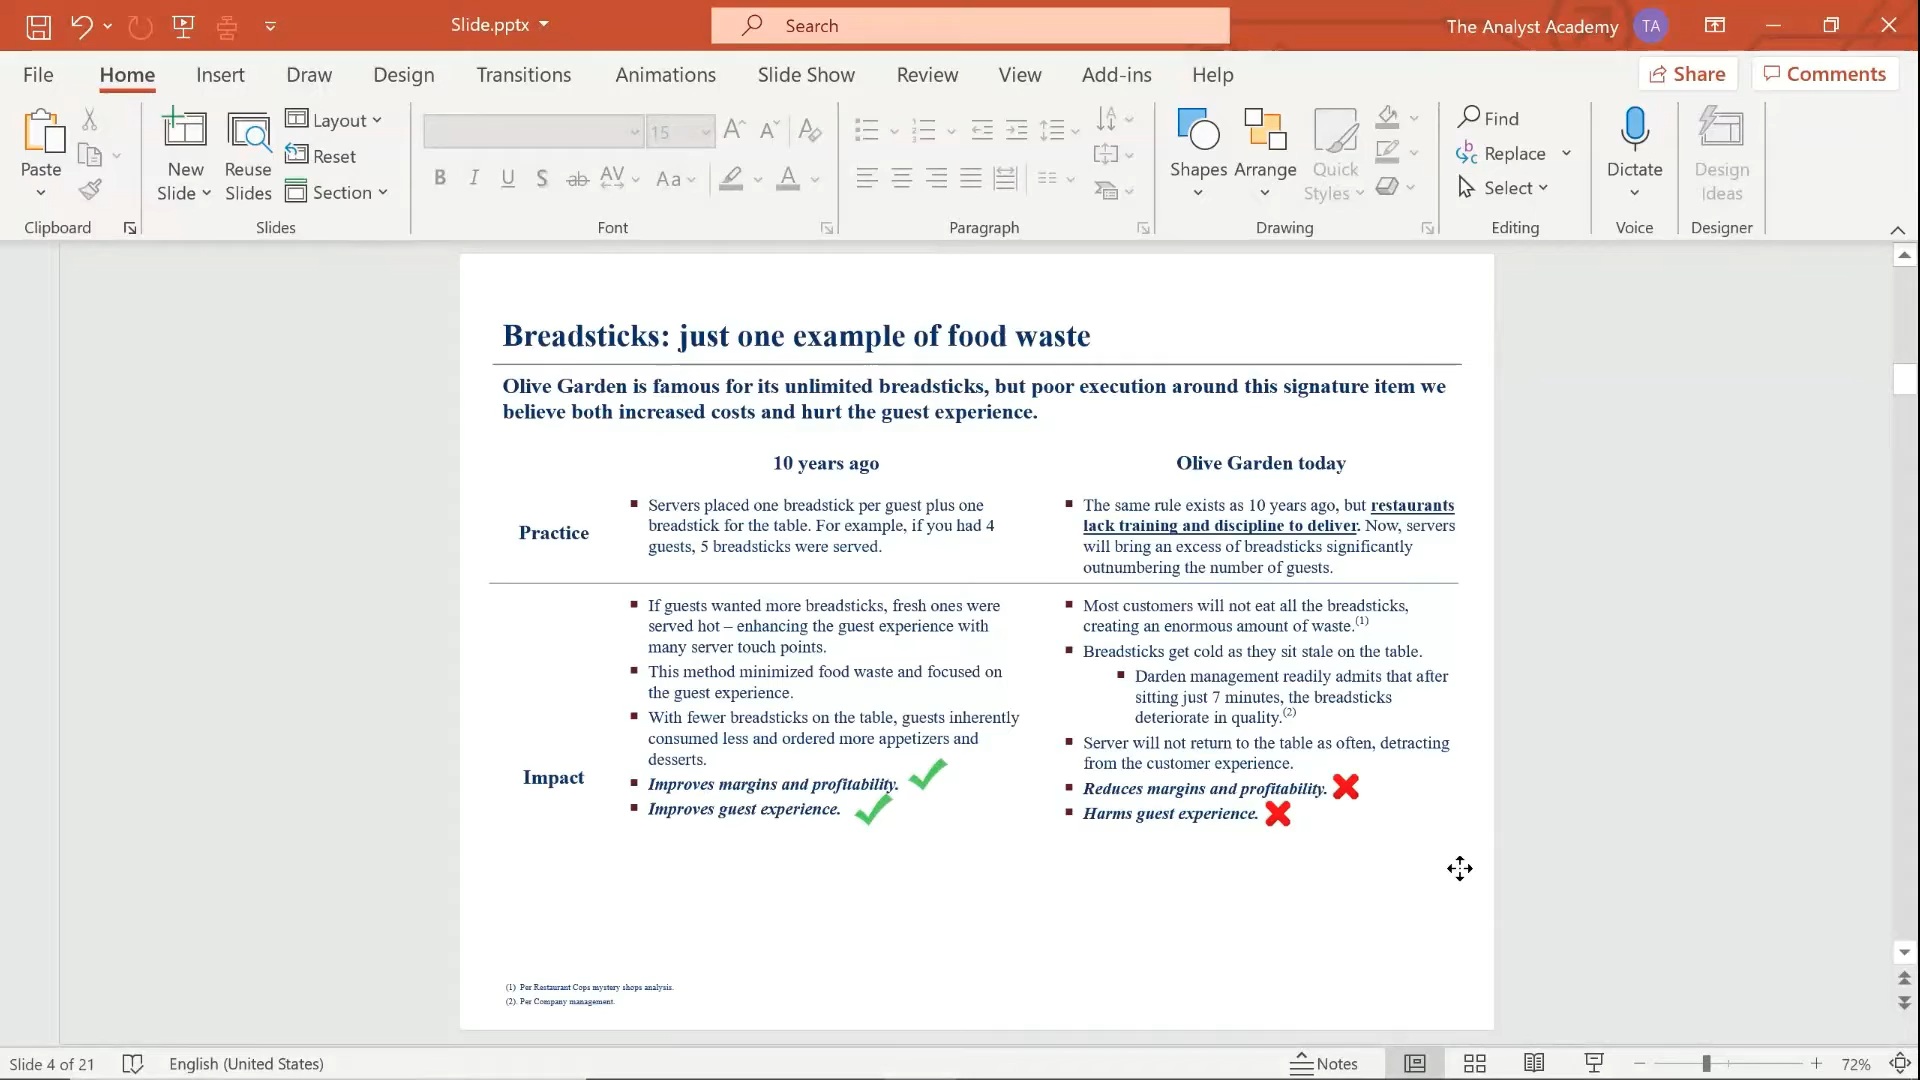 Slide.pptx
Search
The Analyst Academy
TA
File
Home
Insert
Draw
Design
Transitions
Animations
Slide Show
Review
View
Add-ins
Help
Share
Comments
Paste
New
Slide
Reuse
Slides
Layout
Reset
Section
15
B I U S ab AV Aa A
Shapes
Arrange
Quick
Styles
Find
Replace
Select
Dictate
Design
Ideas
Clipboard
Slides
Font
Paragraph
Drawing
Editing
Voice
Designer
Breadsticks: just one example of food waste
Olive Garden is famous for its unlimited breadsticks, but poor execution around this signature item we
believe both increased costs and hurt the guest experience.
10 years ago
Olive Garden today
Practice
▪ Servers placed one breadstick per guest plus one
breadstick for the table. For example, if you had 4
guests, 5 breadsticks were served.
▪ The same rule exists as 10 years ago, but restaurants
lack training and discipline to deliver. Now, servers
will bring an excess of breadsticks significantly
outnumbering the number of guests.
Impact
▪ If guests wanted more breadsticks, fresh ones were
served hot – enhancing the guest experience with
many server touch points.
▪ This method minimized food waste and focused on
the guest experience.
▪ With fewer breadsticks on the table, guests inherently
consumed less and ordered more appetizers and
desserts.
▪ Improves margins and profitability.
▪ Improves guest experience.
▪ Most customers will not eat all the breadsticks,
creating an enormous amount of waste.(1)
▪ Breadsticks get cold as they sit stale on the table.
▪ Darden management readily admits that after
sitting just 7 minutes, the breadsticks
deteriorate in quality.(2)
▪ Server will not return to the table as often, detracting
from the customer experience.
▪ Reduces margins and profitability.
▪ Harms guest experience.
(1) Per Restaurant Cops mystery shops analysis.
(2). Per Company management.
Slide 4 of 21
English (United States)
Notes
72%